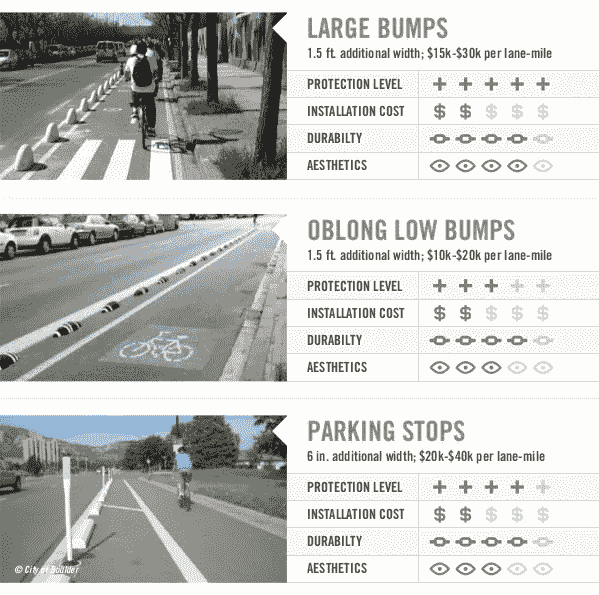 LARGE BUMPS
1.5 ft. additional width; $15k-$30k per lane-mile
PROTECTION LEVEL + + + + +
INSTALLATION COST $ $ $ $ $
DURABILTY
AESTHETICS
OBLONG LOW BUMPS
1.5 ft. additional width; $10k-$20k per lane-mile
PROTECTION LEVEL + + + + +
INSTALLATION COST $ $ $ $ $
DURABILTY
AESTHETICS
PARKING STOPS
6 in. additional width; $20k-$40k per lane-mile
PROTECTION LEVEL + + + + +
INSTALLATION COST $ $ $ $ $
DURABILTY
AESTHETICS
© City of Boulder